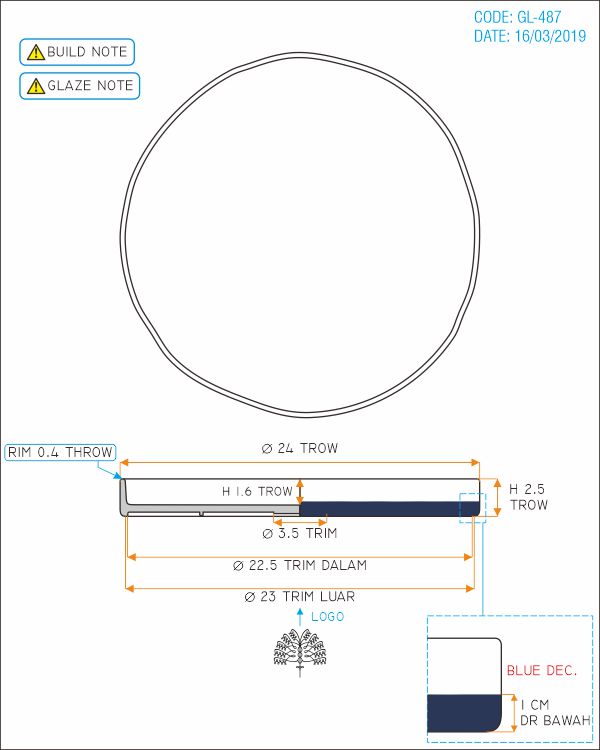 CODE: GL-487
DATE: 16/03/2019
BUILD NOTE
GLAZE NOTE
RIM 0.4 THROW
Ø 24 TROW
H 1.6 TROW
H 2.5
TROW
Ø 3.5 TRIM
Ø 22.5 TRIM DALAM
Ø 23 TRIM LUAR
LOGO
BLUE DEC.
1 CM
DR BAWAH